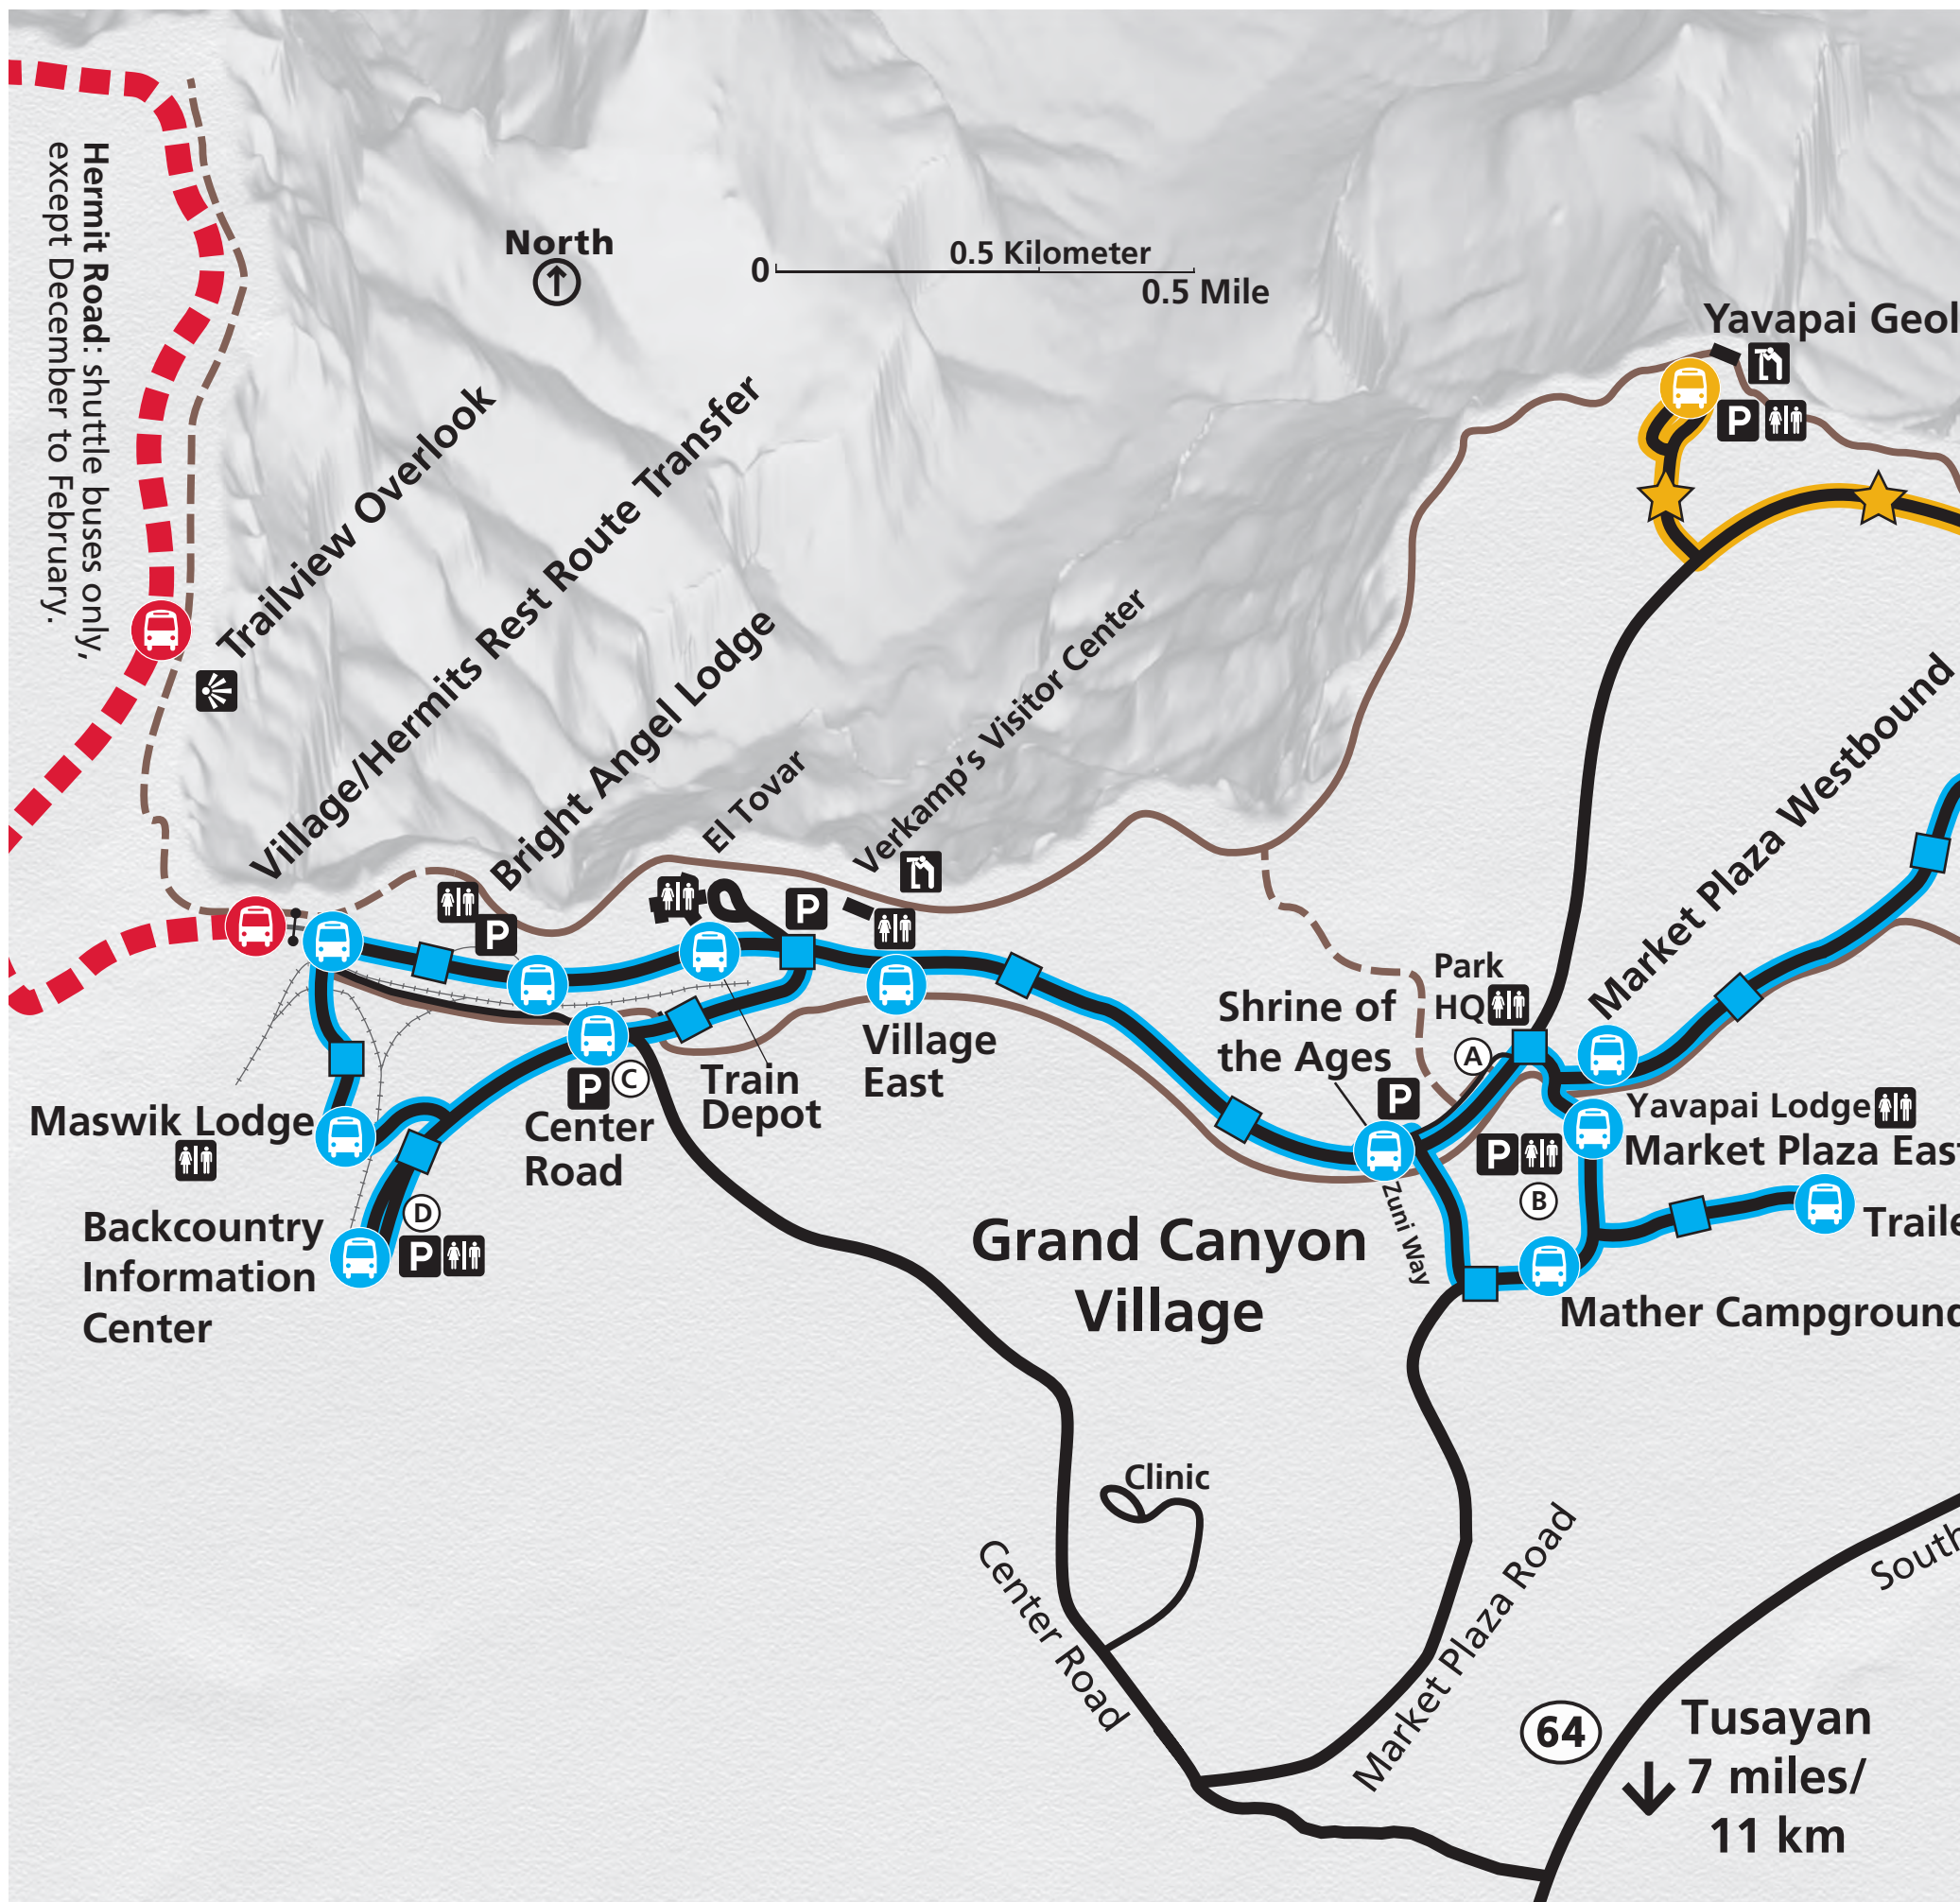 Hermit Road: shuttle buses only,
except December to February.
North
0
0.5 Kilometer
0.5 Mile
Yavapai Geol
P
Trailview Overlook
Village/Hermits Rest Route Transfer
Bright Angel Lodge
El Tovar
Verkamp's Visitor Center
Market Plaza Westbound
P
P
Park
HQ
A
Shrine of
the Ages
P
Village
East
Train
Depot
P
C
Center
Road
Maswik Lodge
Yavapai Lodge
Market Plaza East
P
B
Traile
Zuni Way
Backcountry
Information
Center
D
P
Grand Canyon
Village
Mather Campground
Clinic
Center Road
Market Plaza Road
South
64
Tusayan
7 miles/
11 km